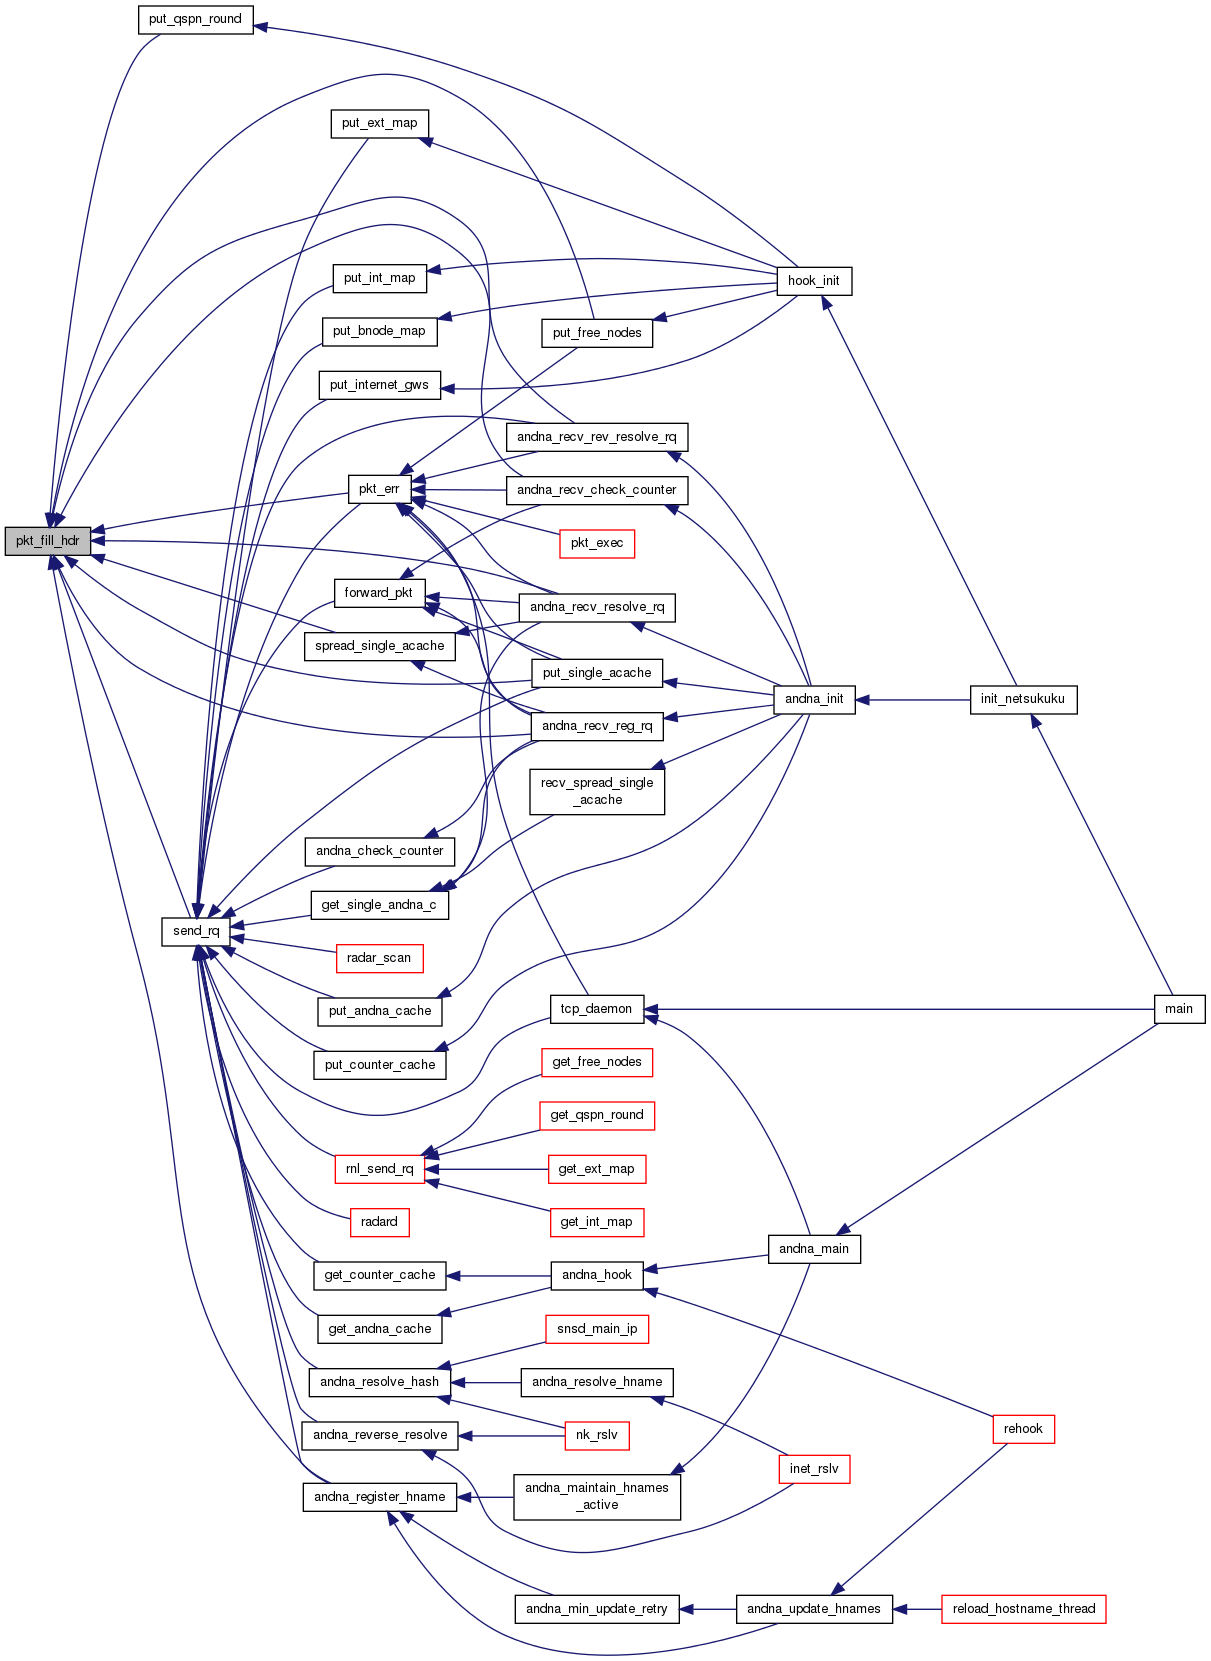 put_qspn_round
put_ext_map
put_int_map
hook_init
put_bnode_map
put_free_nodes
put_internet_gws
andna_recv_rev_resolve_rq
pkt_err
andna_recv_check_counter
pkt_fill_hdr
pkt_exec
forward_pkt
andna_recv_resolve_rq
spread_single_acache
put_single_acache
andna_init
init_netsukuku
andna_recv_reg_rq
recv_spread_single
_acache
andna_check_counter
get_single_andna_c
send_rq
radar_scan
put_andna_cache
tcp_daemon
main
put_counter_cache
get_free_nodes
get_qspn_round
rnl_send_rq
get_ext_map
radard
get_int_map
andna_main
get_counter_cache
andna_hook
get_andna_cache
snsd_main_ip
andna_resolve_hash
andna_resolve_hname
andna_reverse_resolve
nk_rslv
rehook
inet_rslv
andna_register_hname
andna_maintain_hnames
_active
andna_min_update_retry
andna_update_hnames
reload_hostname_thread